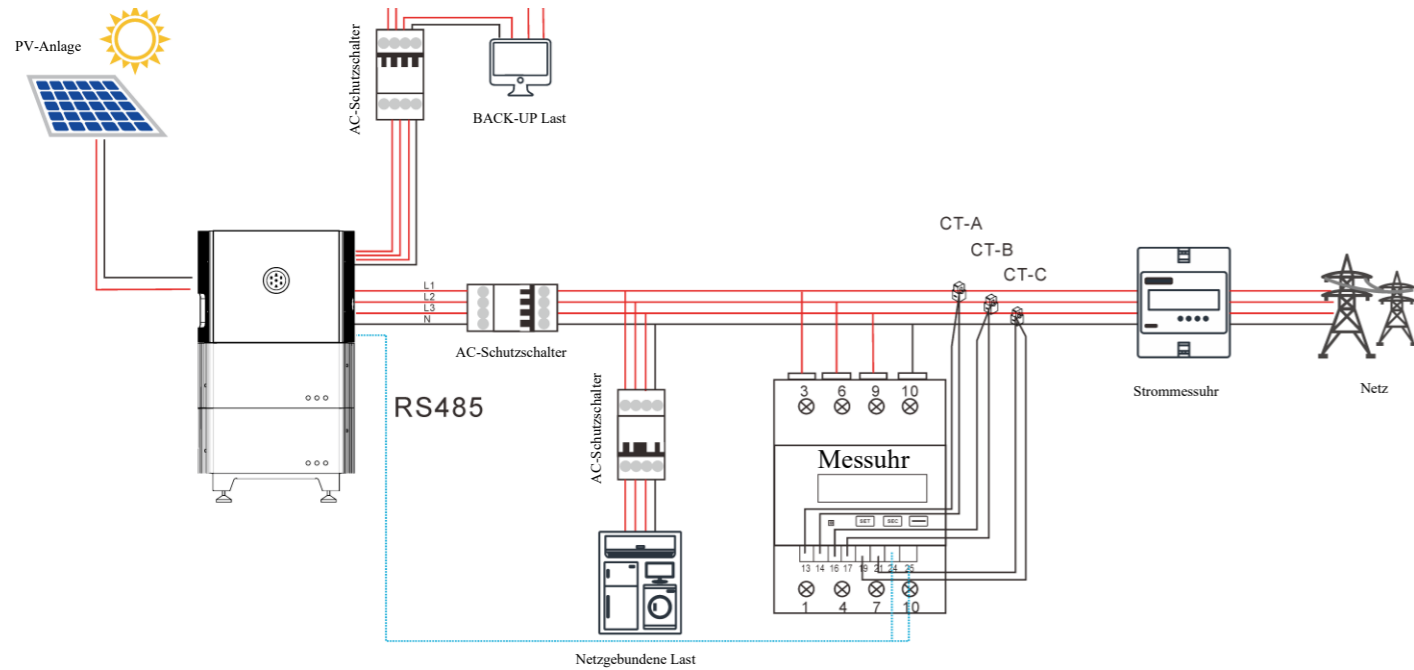 PV-Anlage
AC-Schutzschalter
BACK-UP Last
CT-A
CT-B
CT-C
L1
L2
L3
N
AC-Schutzschalter
RS485
AC-Schutzschalter
Strommessuhr
Netz
3 6 9 10
Messuhr
SET SEC
13 14 16 17 19 21 24 25
1 4 7 10
Netzgebundene Last